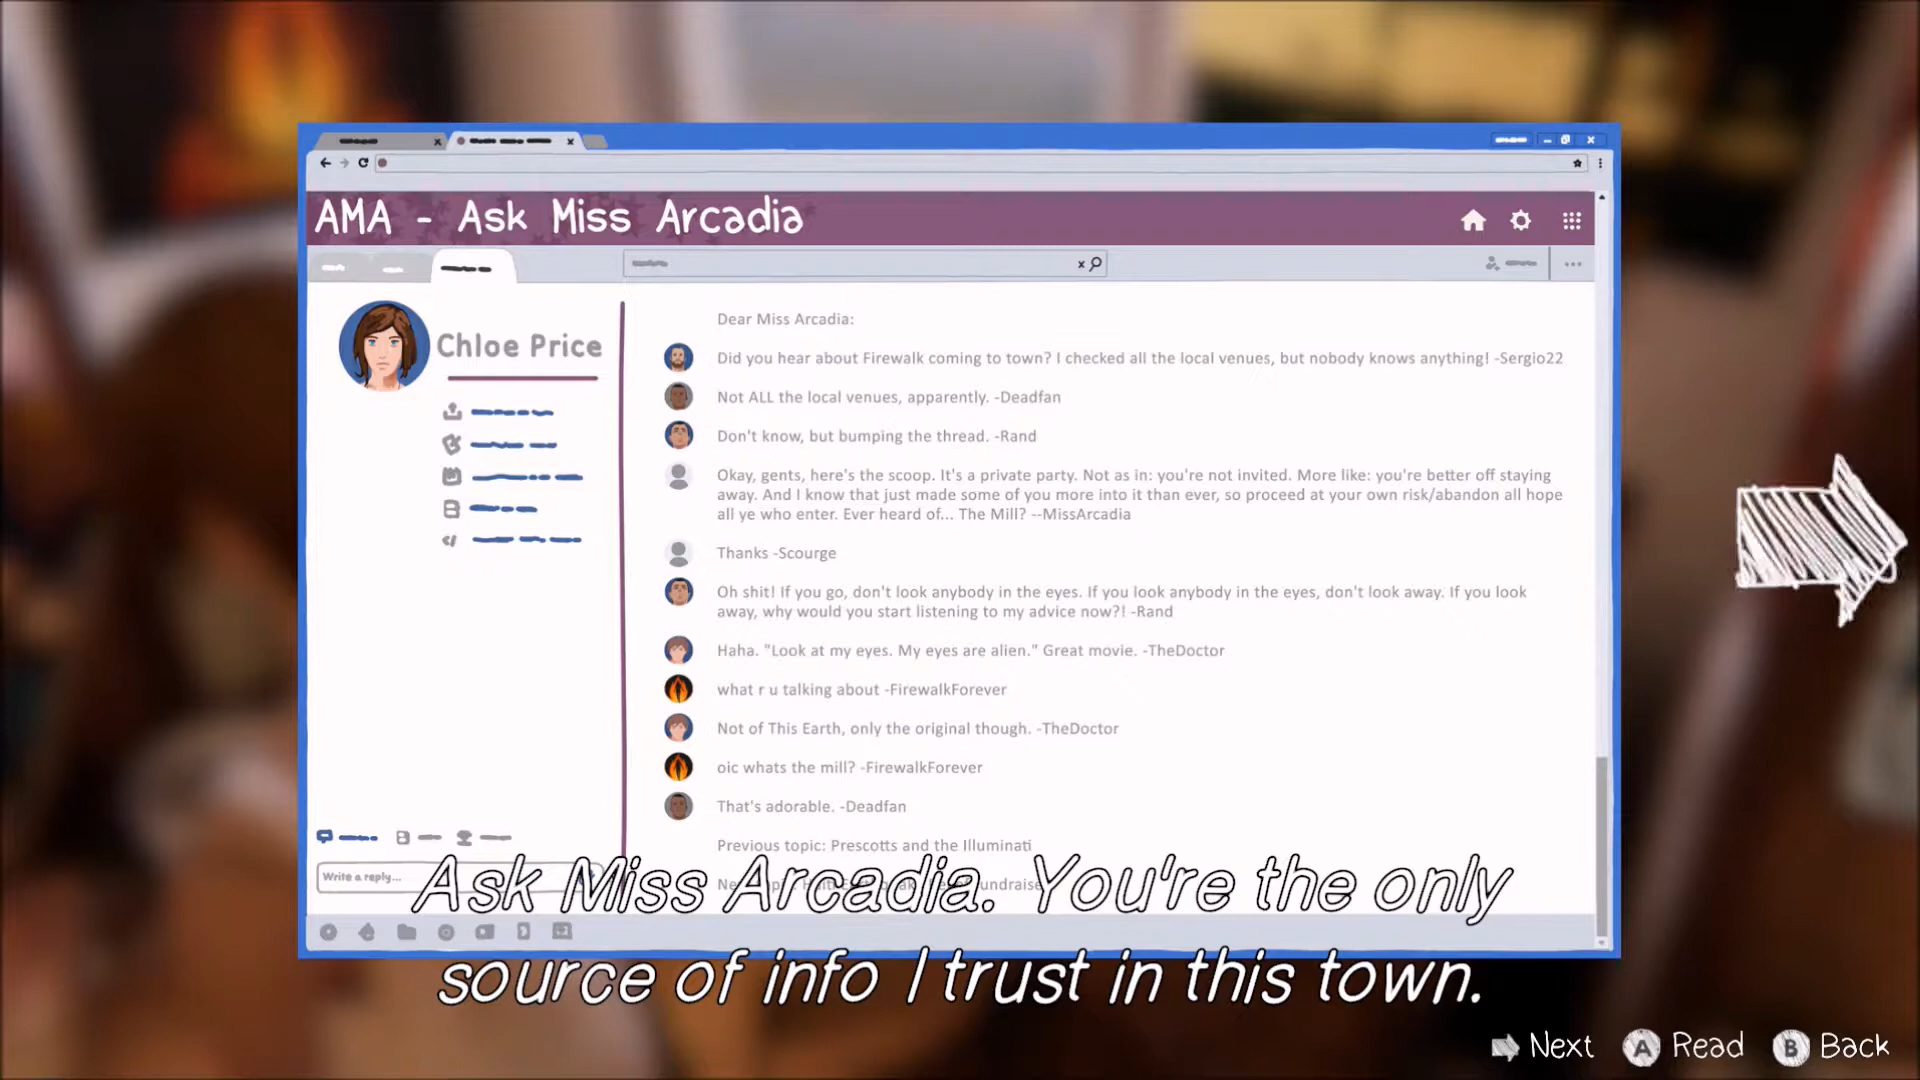 AMA - Ask Miss Arcadia
Chloe Price
Dear Miss Arcadia:
Did you hear about Firewalk coming to town? I checked all the local venues, but nobody knows anything! -Sergio22
Not ALL the local venues, apparently. -Deadfan
Don't know, but bumping the thread. -Rand
Okay, gents, here's the scoop. It's a private party. Not as in: you're not invited. More like: you're better off staying
away. And I know that just made some of you more into it than ever, so proceed at your own risk/abandon all hope
all ye who enter. Ever heard of... The Mill? --MissArcadia
Thanks -Scourge
Oh shit! If you go, don't look anybody in the eyes. If you look anybody in the eyes, don't look away. If you look
away, why would you start listening to my advice now?! -Rand
Haha. "Look at my eyes. My eyes are alien." Great movie. -TheDoctor
what r u talking about -FirewalkForever
Not of This Earth, only the original though. -TheDoctor
oic whats the mill? -FirewalkForever
That's adorable. -Deadfan
Previous topic: Prescotts and the Illuminati
Write a reply...
Ask Miss Arcadia. You're the only
source of info I trust in this town.
Next
A Read
B Back